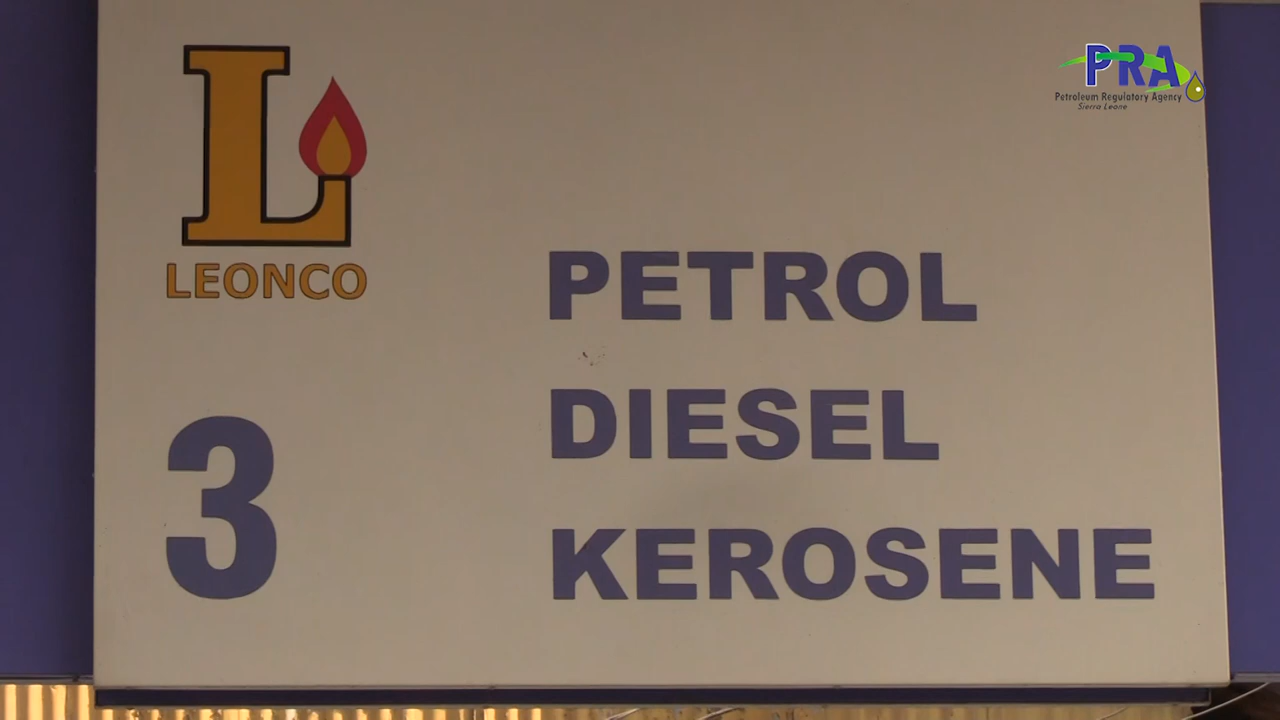 L
LEONCO
3
PETROL
DIESEL
KEROSENE
PRA
Petroleum Regulatory Agency
Sierra Leone